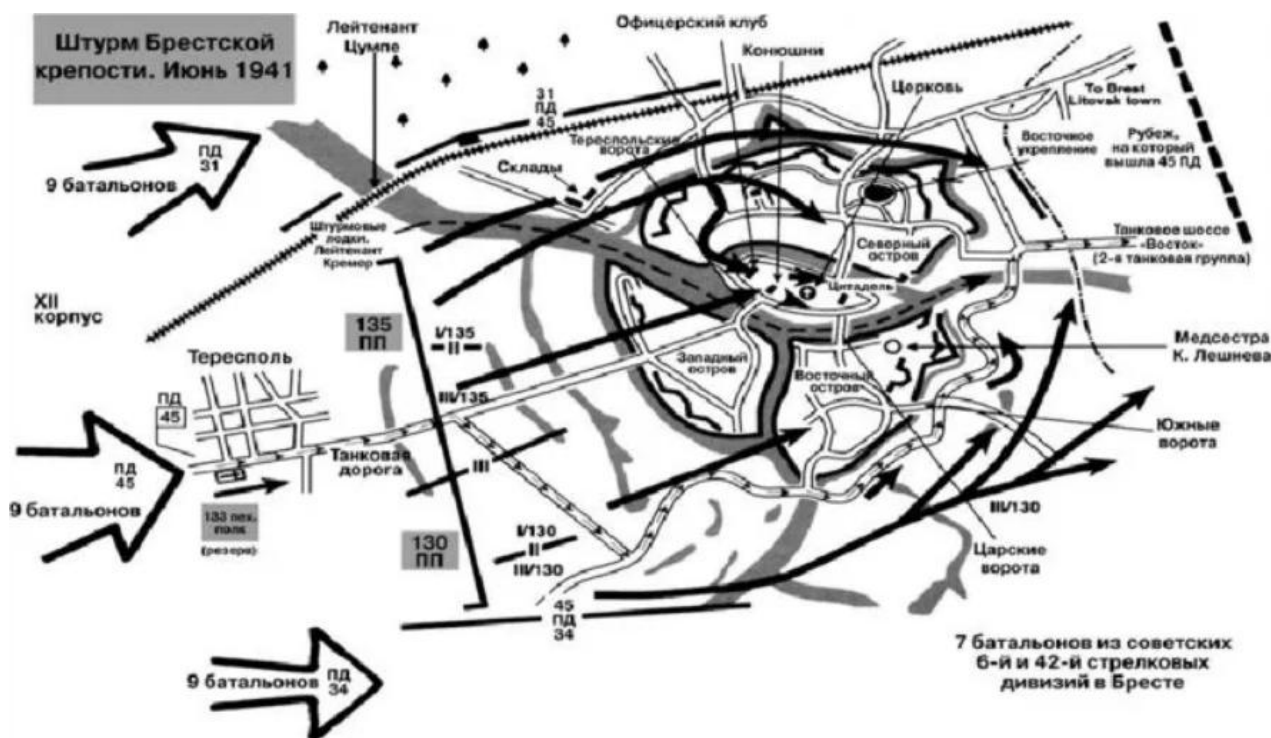 Штурм Брестской
крепости. Июнь 1941
Лейтенант
Цумпе
Офицерский клуб
Конюшни
Церковь
To Brest
Litovsk town
31
ПД
45
Тереспольские
ворота
Восточное
укрепление
Рубеж,
на который
вышла 45 ПД
ПД
31
9 батальонов
Склады
Штурмовые
лодки.
Лейтенант
Кремер
Северный
остров
Танковое шоссе
«Восток»
(2-я танковая группа)
XII
корпус
Цитадель
135
ПП
I/135
II
Медсестра
К. Лешнева
Тересполь
Западный
остров
Восточный
остров
ПД
45
III/135
Южные
ворота
Танковая
дорога
III
ПД
45
9 батальонов
133 пех.
полк
(резерв)
III/130
130
ПП
I/130
II
III/130
Царские
ворота
45
ПД
34
7 батальонов из советских
6-й и 42-й стрелковых
дивизий в Бресте
9 батальонов
ПД
34